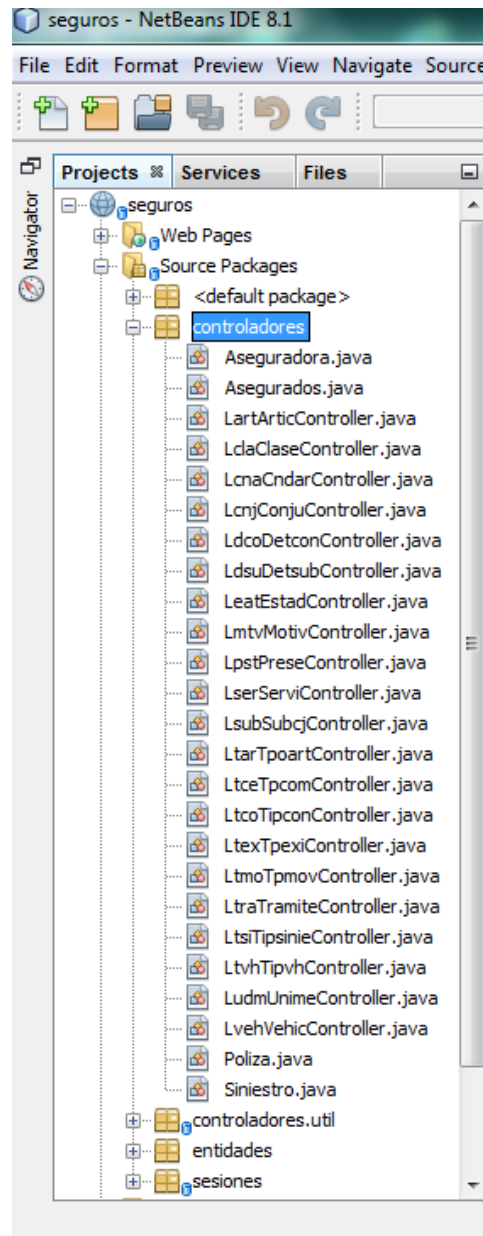 seguros - NetBeans IDE 8.1
File Edit Format Preview View Navigate Source
Projects Services Files
Navigator
seguros
Web Pages
Source Packages
<default package>
controladores
Aseguradora.java
Asegurados.java
LartArticController.java
LclaClaseController.java
LcnaCndarController.java
LcnjConjuController.java
LdcoDetconController.java
LdsuDetsubController.java
LeatEstadController.java
LmtvMotivController.java
LpstPreseController.java
LserServiController.java
LsubSubcjController.java
LtarTpoartController.java
LtceTpcomController.java
LtcoTipconController.java
LtexTpexiController.java
LtmoTpmovController.java
LtraTramiteController.java
LtsiTipsinieController.java
LtvhTipvhController.java
LudmUnimeController.java
LvehVehicController.java
Poliza.java
Siniestro.java
controladores.util
entidades
sesiones